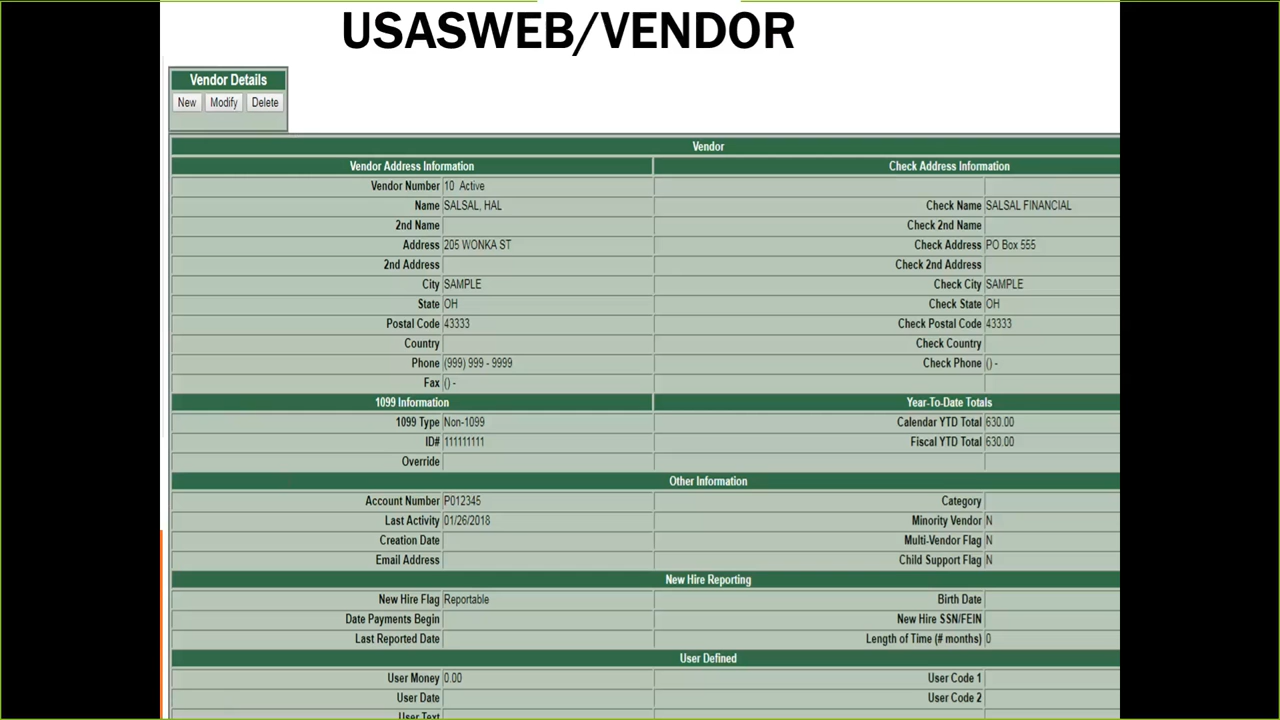 USASWEB/VENDOR
Vendor Details
New Modify Delete
Vendor
Vendor Address Information Check Address Information
Vendor Number 10 Active
Name SALSAL, HAL Check Name SALSAL FINANCIAL
2nd Name Check 2nd Name
Address 205 WONKA ST Check Address PO Box 555
2nd Address Check 2nd Address
City SAMPLE Check City SAMPLE
State OH Check State OH
Postal Code 43333 Check Postal Code 43333
Country Check Country
Phone (999) 999 - 9999 Check Phone () -
Fax () -
1099 Information Year-To-Date Totals
1099 Type Non-1099 Calendar YTD Total 630.00
ID# 111111111 Fiscal YTD Total 630.00
Override
Other Information
Account Number P012345 Category
Last Activity 01/26/2018 Minority Vendor N
Creation Date Multi-Vendor Flag N
Email Address Child Support Flag N
New Hire Reporting
New Hire Flag Reportable Birth Date
Date Payments Begin New Hire SSN/FEIN
Last Reported Date Length of Time (# months) 0
User Defined
User Money 0.00 User Code 1
User Date User Code 2
User Text